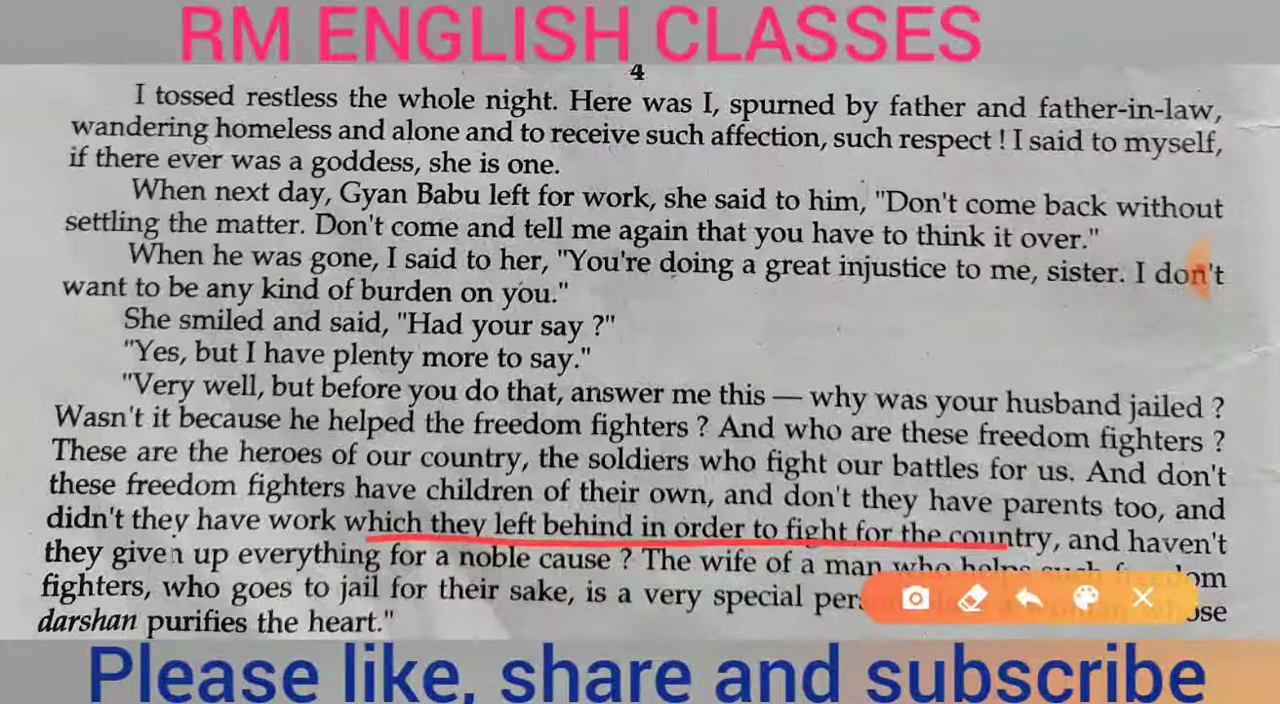 RM ENGLISH CLASSES
4
I tossed restless the whole night. Here was I, spurned by father and father-in-law,
wandering homeless and alone and to receive such affection, such respect ! I said to myself,
if there ever was a goddess, she is one.
When next day, Gyan Babu left for work, she said to him, "Don't come back without
settling the matter. Don't come and tell me again that you have to think it over."
When he was gone, I said to her, "You're doing a great injustice to me, sister. I don't
want to be any kind of burden on you."
She smiled and said, "Had your say ?"
"Yes, but I have plenty more to say."
"Very well, but before you do that, answer me this — why was your husband jailed ?
Wasn't it because he helped the freedom fighters ? And who are these freedom fighters ?
These are the heroes of our country, the soldiers who fight our battles for us. And don't
these freedom fighters have children of their own, and don't they have parents too, and
didn't they have work which they left behind in order to fight for the country, and haven't
they given up everything for a noble cause ? The wife of a man who helps such
fighters, who goes to jail for their sake, is a very special
darshan purifies the heart."
Please like, share and subscribe